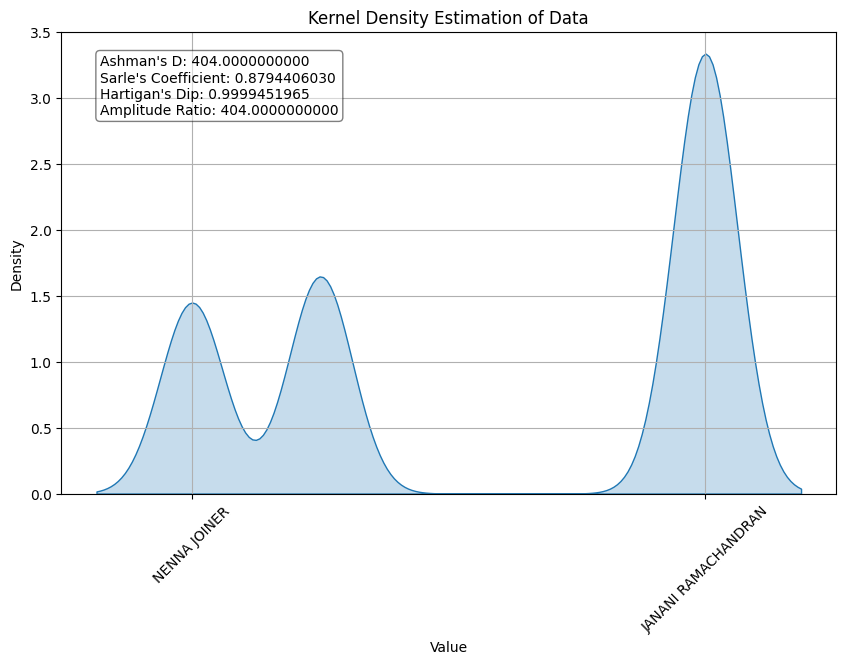 Kernel Density Estimation of Data
Ashman's D: 404.0000000000
Sarle's Coefficient: 0.8794406030
Hartigan's Dip: 0.9999451965
Amplitude Ratio: 404.0000000000
3.5
3.0
2.5
2.0
1.5
1.0
0.5
0.0
Density
NENNA JOINER
JANANI RAMACHANDRAN
Value